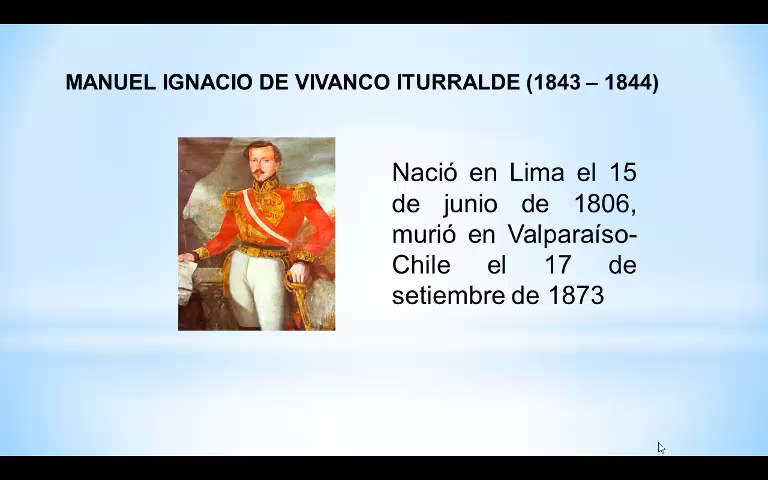 MANUEL IGNACIO DE VIVANCO ITURRALDE (1843 – 1844)
Nació en Lima el 15
de junio de 1806,
murió en Valparaíso-
Chile el 17 de
setiembre de 1873